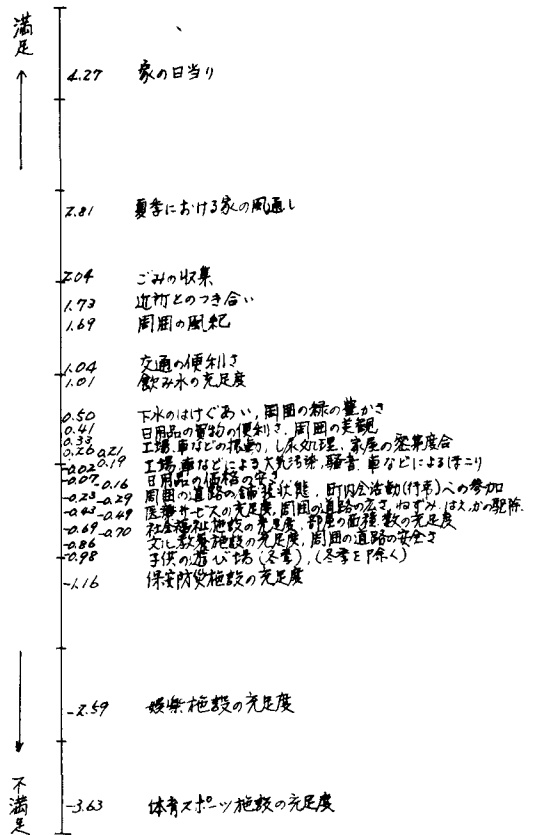 満足
4.27 家の日当り
2.81 夏季における家の風通し
2.04 ごみの収集
1.73 近所とのつき合い
1.69 周囲の風紀
1.04 交通の便利さ
1.01 飲み水の充足度
0.50 下水のはけぐあい, 周囲の緑の豊かさ
0.41 日用品の買物の便利さ, 周囲の美観
0.33 0.26 0.21 工場, 車などの振動, し尿処理, 家屋の密集度合
-0.02 0.19 工場, 車などによる大気汚染, 騒音, 車などによるほこり
-0.07 -0.16 日用品の価格の安さ
-0.23 -0.29 周囲の道路の舗装状態, 町内会活動(行事)への参加
-0.43 -0.49 医療サービスの充足度, 周囲の道路の広さ, ねずみ, はえ, かの駆除
-0.69 -0.70 社会福祉施設の充足度, 部屋の面積, 数の充足度
-0.86 文化教養施設の充足度, 周囲の道路の安全さ
-0.98 子供の遊び場(冬季), (冬季を除く)
-1.16 保安防災施設の充足度
-2.59 娯楽施設の充足度
-3.63 体育スポーツ施設の充足度
不満足